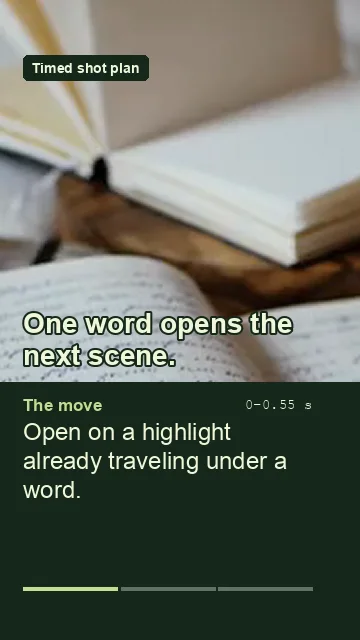 Timed shot plan
One word opens the
next scene.
The move
0–0.55 s
Open on a highlight
already traveling under a
word.